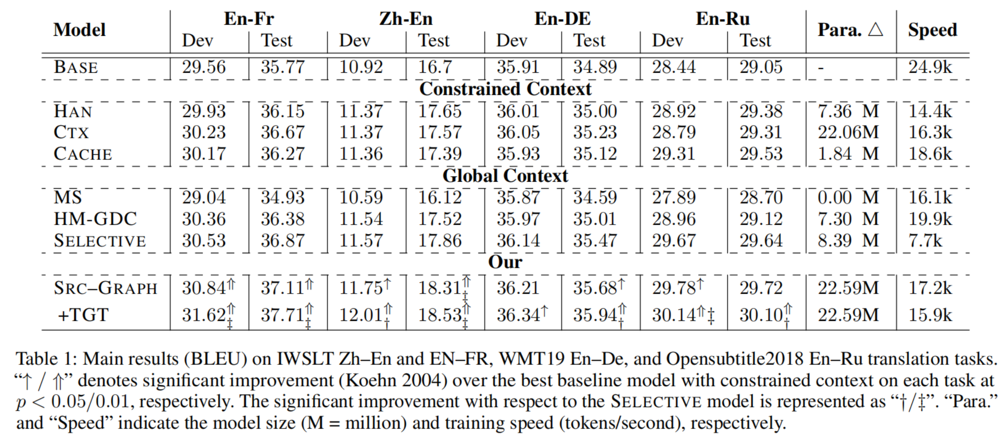 Model En-Fr Zh-En En-DE En-Ru Para. △ Speed
Dev Test Dev Test Dev Test Dev Test
BASE 29.56 35.77 10.92 16.7 35.91 34.89 28.44 29.05 - 24.9k
Constrained Context
HAN 29.93 36.15 11.37 17.65 36.01 35.00 28.92 29.38 7.36 M 14.4k
CTX 30.23 36.67 11.37 17.57 36.05 35.23 28.79 29.31 22.06M 16.3k
CACHE 30.17 36.27 11.36 17.39 35.93 35.12 29.31 29.53 1.84 M 18.6k
Global Context
MS 29.04 34.93 10.59 16.12 35.87 34.59 27.89 28.70 0.00 M 16.1k
HM-GDC 30.36 36.38 11.54 17.52 35.97 35.01 28.96 29.12 7.30 M 19.9k
SELECTIVE 30.53 36.87 11.57 17.86 36.14 35.47 29.67 29.64 8.39 M 7.7k
Our
SRC–GRAPH 30.84⇑ 37.11⇑ 11.75↑ 18.31⇑‡ 36.21 35.68↑ 29.78↑ 29.72 22.59M 17.2k
+TGT 31.62⇑‡ 37.71⇑‡ 12.01⇑† 18.53⇑‡ 36.34↑ 35.94⇑† 30.14⇑‡ 30.10⇑† 22.59M 15.9k
Table 1: Main results (BLEU) on IWSLT Zh–En and EN–FR, WMT19 En–De, and Opensubtitle2018 En–Ru translation tasks.
“↑ / ⇑” denotes significant improvement (Koehn 2004) over the best baseline model with constrained context on each task at
p < 0.05/0.01, respectively. The significant improvement with respect to the SELECTIVE model is represented as “†/‡”. “Para.”
and “Speed” indicate the model size (M = million) and training speed (tokens/second), respectively.